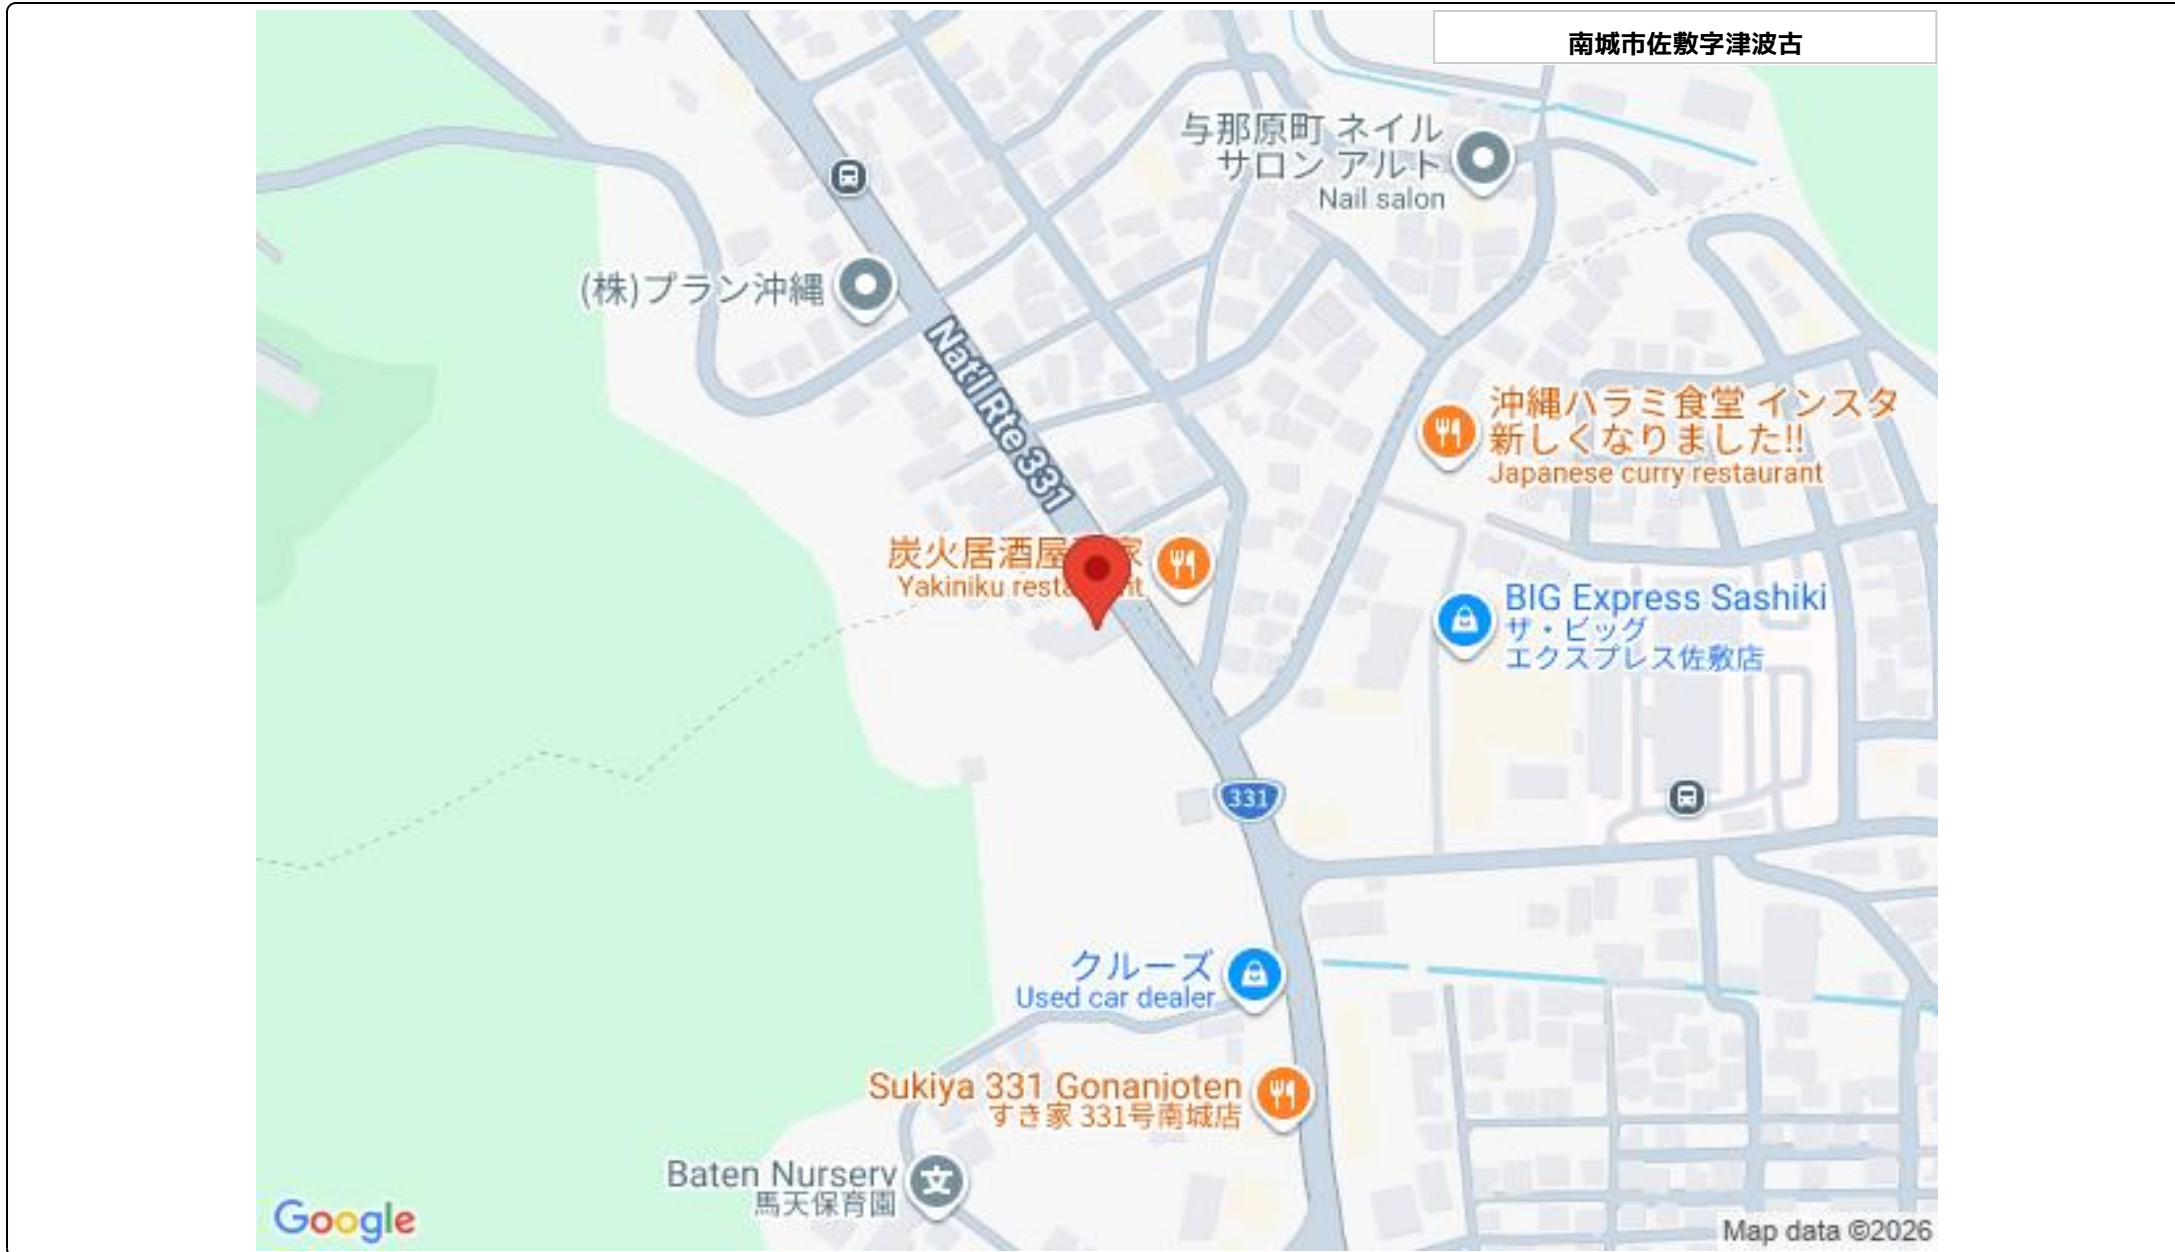 南城市佐敷字津波古
与那原町 ネイル
サロン アルト
Nail salon
(株)プラン沖縄
Nat'l Rte 331
沖縄ハラミ食堂 インスタ
新しくなりました!!
Japanese curry restaurant
炭火居酒屋 家
Yakiniku restaurant
BIG Express Sashiki
ザ・ビッグ
エクスプレス佐敷店
331
クルーズ
Used car dealer
Sukiya 331 Gonanjoten
すき家 331号南城店
Baten Nursery
馬天保育園
Google
Map data ©2026